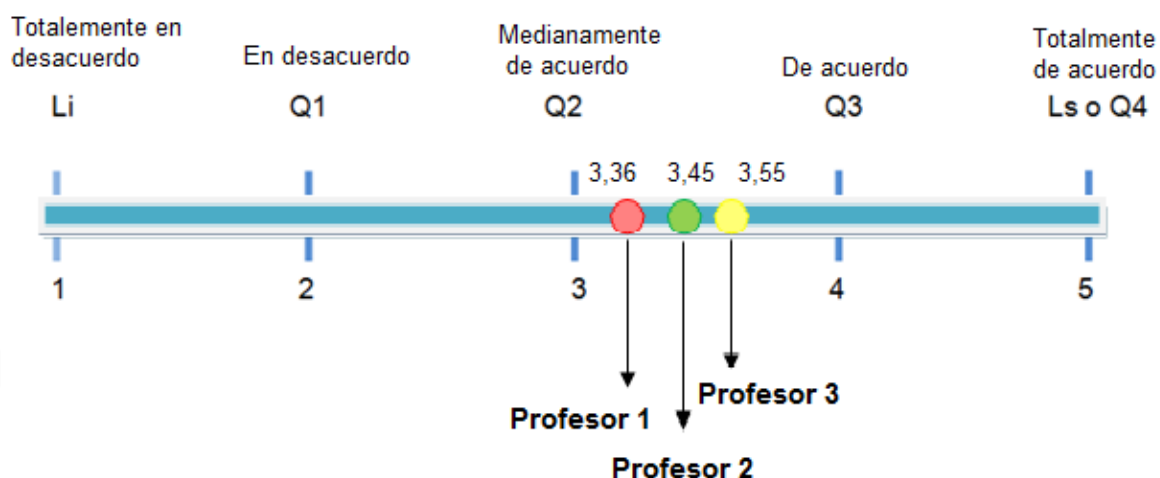 Totalemente en
desacuerdo
En desacuerdo
Medianamente
de acuerdo
De acuerdo
Totalmente
de acuerdo
Li
Q1
Q2
Q3
Ls o Q4
3,36
3,45
3,55
1
2
3
4
5
Profesor 1
Profesor 2
Profesor 3